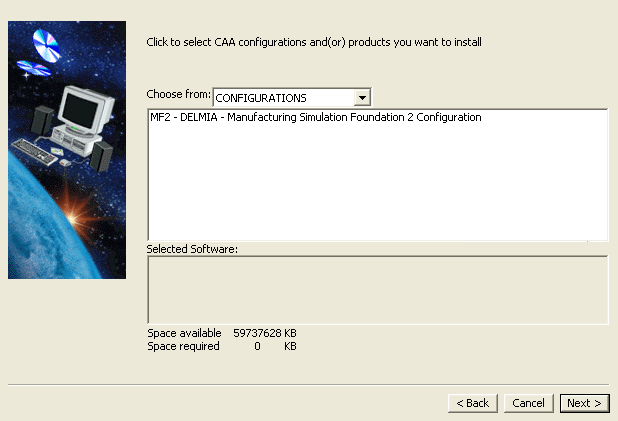 Click to select CAA configurations and(or) products you want to install
Choose from: CONFIGURATIONS
MF2 - DELMIA - Manufacturing Simulation Foundation 2 Configuration
Selected Software:
Space available 59737628 KB
Space required 0 KB
< Back Cancel Next >